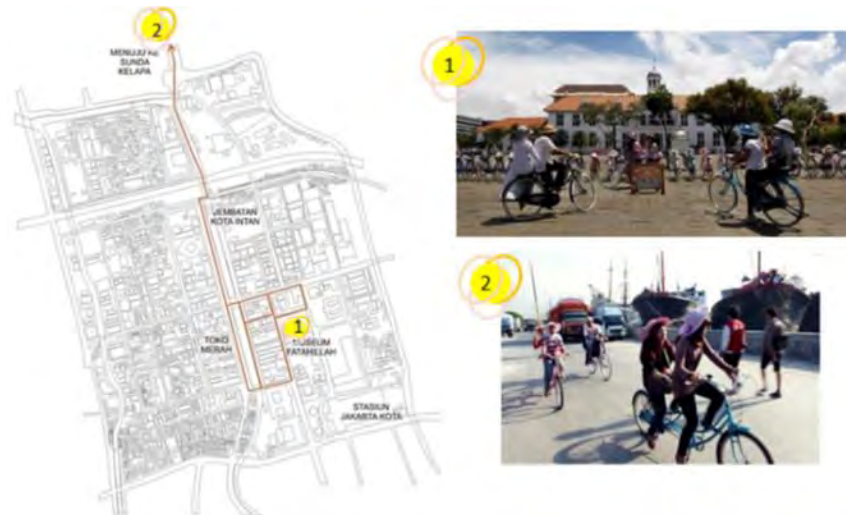 2
MENUJU KE
SUNDA
KELAPA
JEMBATAN
KOTA INTAN
1
TOKO
MERAH
MUSEUM
FATAHILLAH
STASIUN
JAKARTA KOTA
1
2